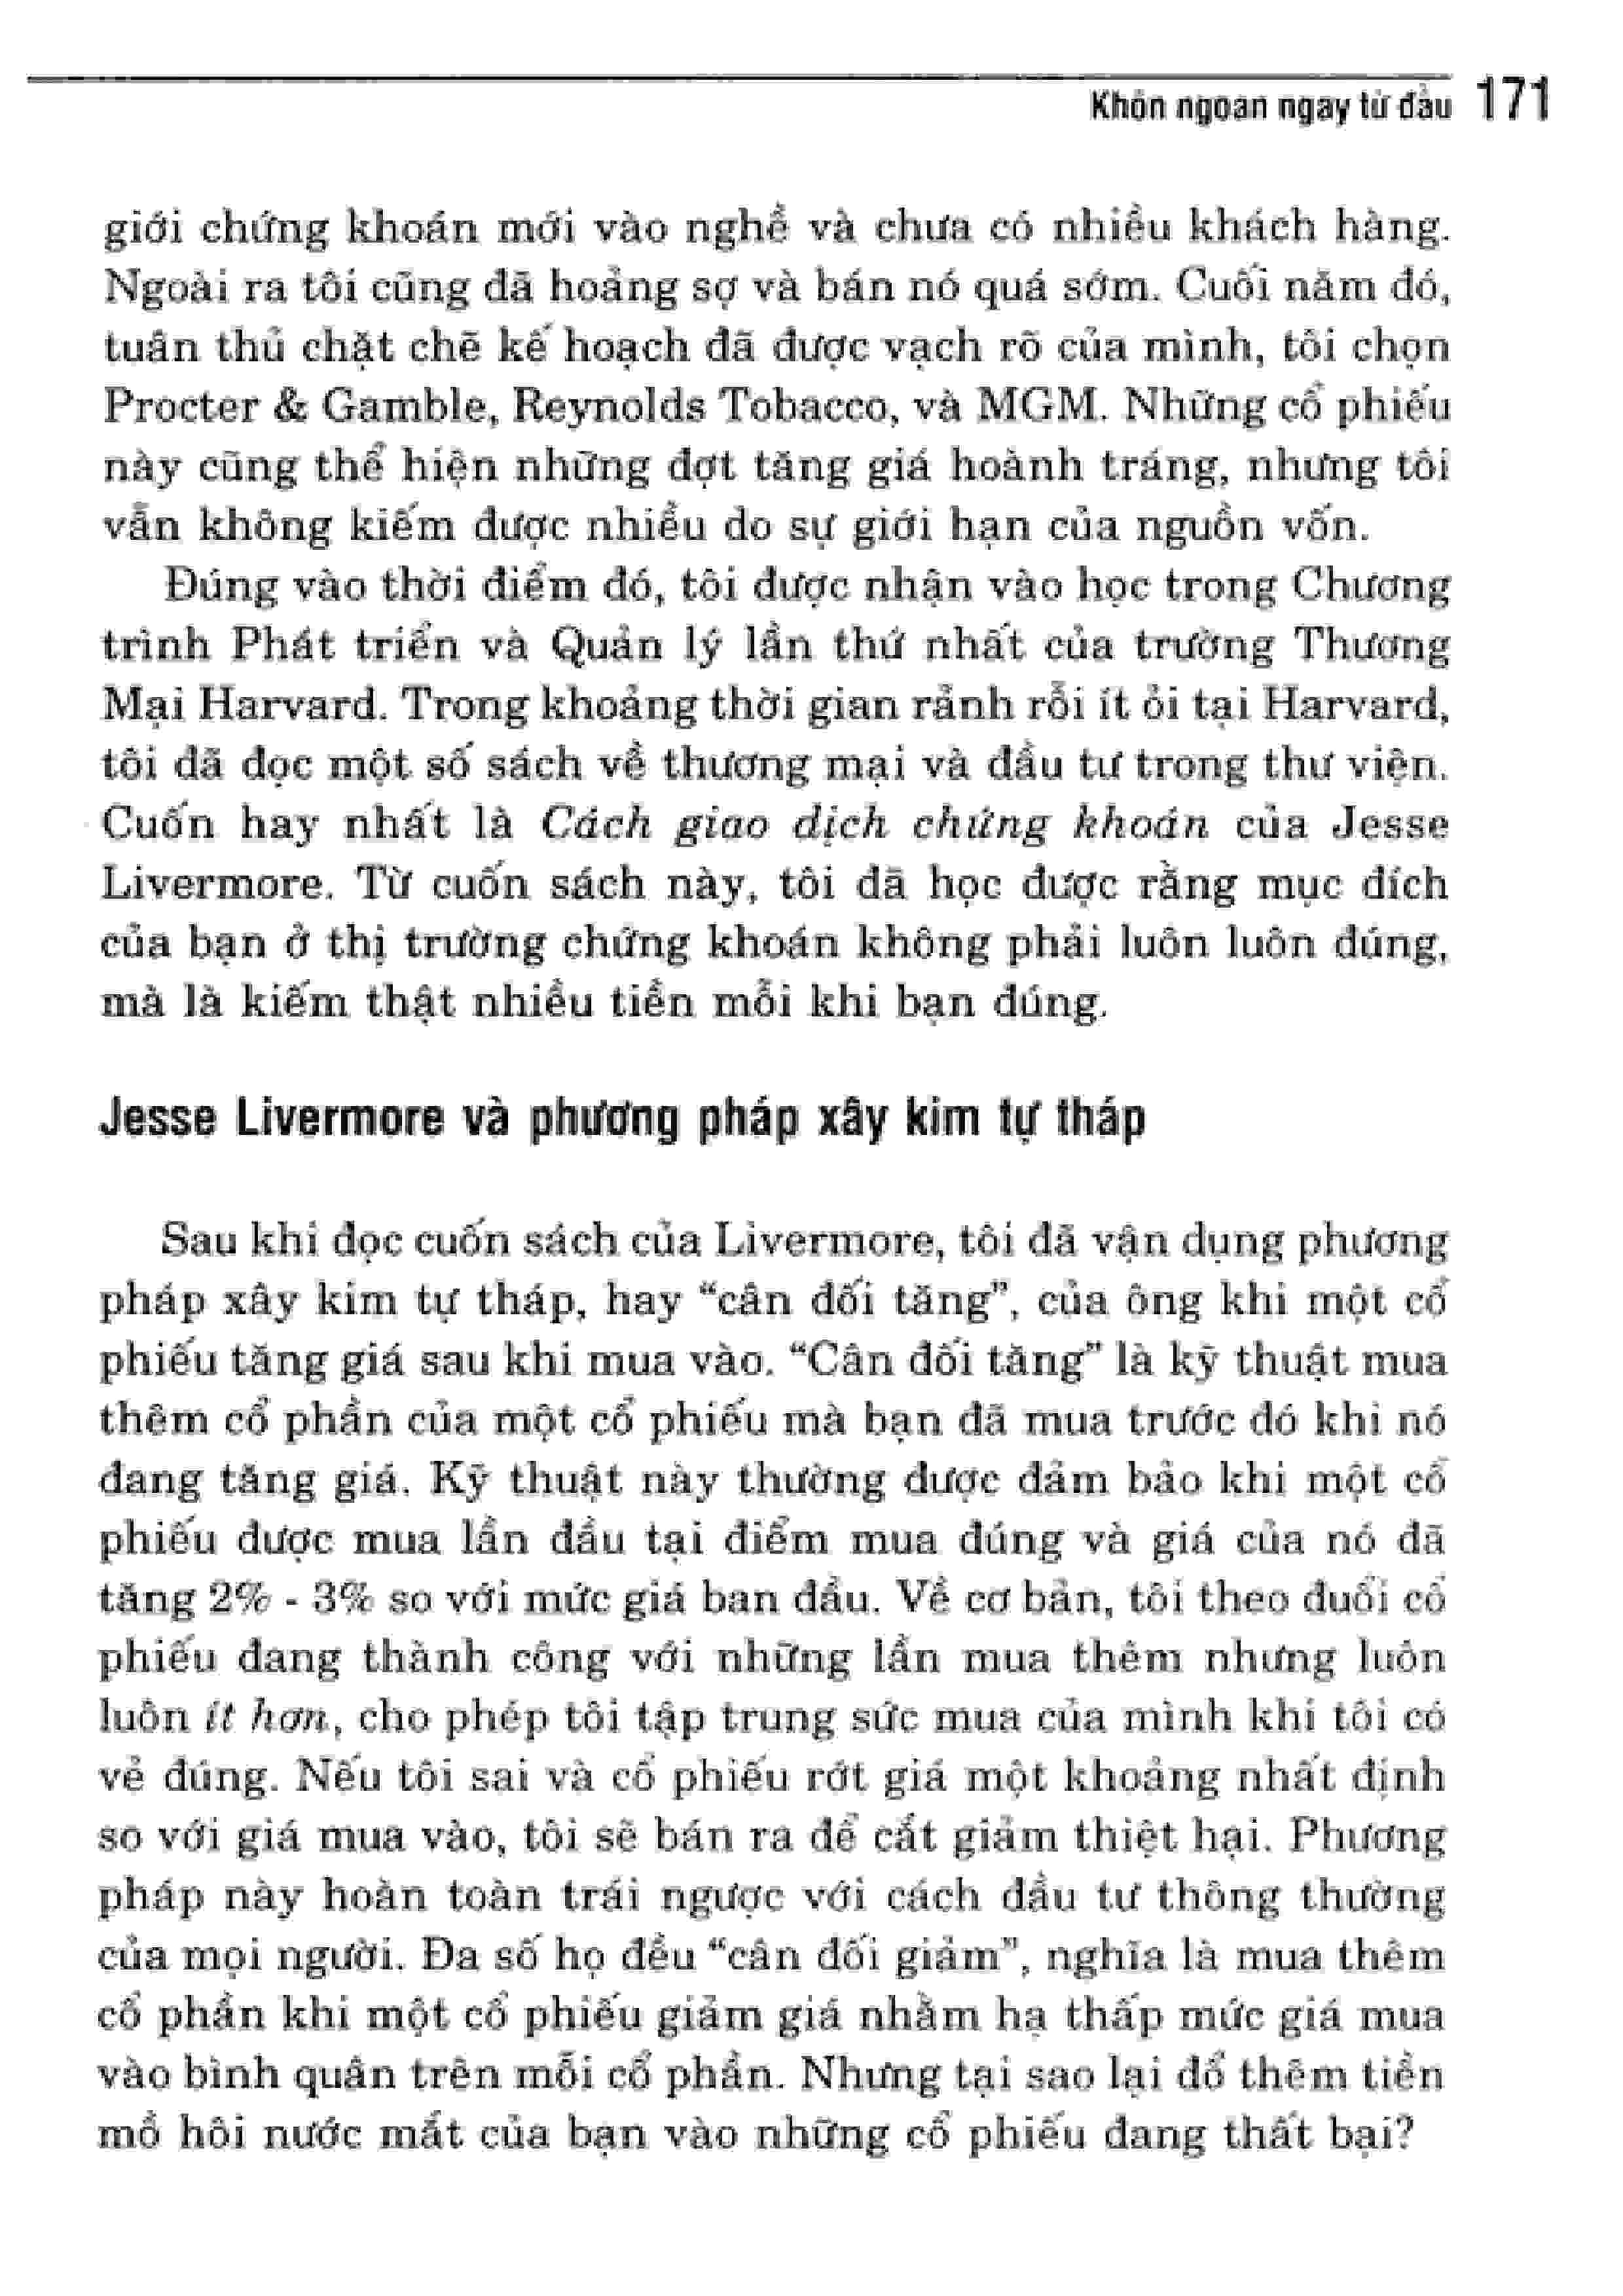 Khôn ngoan ngay từ đầu 171
giới chứng khoán mới vào nghề và chưa có nhiều khách hàng.
Ngoài ra tôi cũng đã hoảng sợ và bán nó quá sớm. Cuối năm đó,
tuân thủ chặt chẽ kế hoạch đã được vạch rõ của mình, tôi chọn
Procter & Gamble, Reynolds Tobacco, và MGM. Những cổ phiếu
này cũng thể hiện những đợt tăng giá hoành tráng, nhưng tôi
vẫn không kiếm được nhiều do sự giới hạn của nguồn vốn.
Đúng vào thời điểm đó, tôi được nhận vào học trong Chương
trình Phát triển và Quản lý lần thứ nhất của trường Thương
Mại Harvard. Trong khoảng thời gian rảnh rỗi ít ỏi tại Harvard,
tôi đã đọc một số sách về thương mại và đầu tư trong thư viện.
Cuốn hay nhất là Cách giao dịch chứng khoán của Jesse
Livermore. Từ cuốn sách này, tôi đã học được rằng mục đích
của bạn ở thị trường chứng khoán không phải luôn luôn đúng,
mà là kiếm thật nhiều tiền mỗi khi bạn đúng.
Jesse Livermore và phương pháp xây kim tự tháp
Sau khi đọc cuốn sách của Livermore, tôi đã vận dụng phương
pháp xây kim tự tháp, hay “cân đối tăng”, của ông khi một cổ
phiếu tăng giá sau khi mua vào. “Cân đối tăng” là kỹ thuật mua
thêm cổ phần của một cổ phiếu mà bạn đã mua trước đó khi nó
đang tăng giá. Kỹ thuật này thường được đảm bảo khi một cổ
phiếu được mua lần đầu tại điểm mua đúng và giá của nó đã
tăng 2% - 3% so với mức giá ban đầu. Về cơ bản, tôi theo đuổi cổ
phiếu đang thành công với những lần mua thêm nhưng luôn
luôn ít hơn, cho phép tôi tập trung sức mua của mình khi tôi có
vẻ đúng. Nếu tôi sai và cổ phiếu rớt giá một khoảng nhất định
so với giá mua vào, tôi sẽ bán ra để cắt giảm thiệt hại. Phương
pháp này hoàn toàn trái ngược với cách đầu tư thông thường
của mọi người. Đa số họ đều “cân đối giảm”, nghĩa là mua thêm
cổ phần khi một cổ phiếu giảm giá nhằm hạ thấp mức giá mua
vào bình quân trên mỗi cổ phần. Nhưng tại sao lại đổ thêm tiền
mồ hôi nước mắt của bạn vào những cổ phiếu đang thất bại?